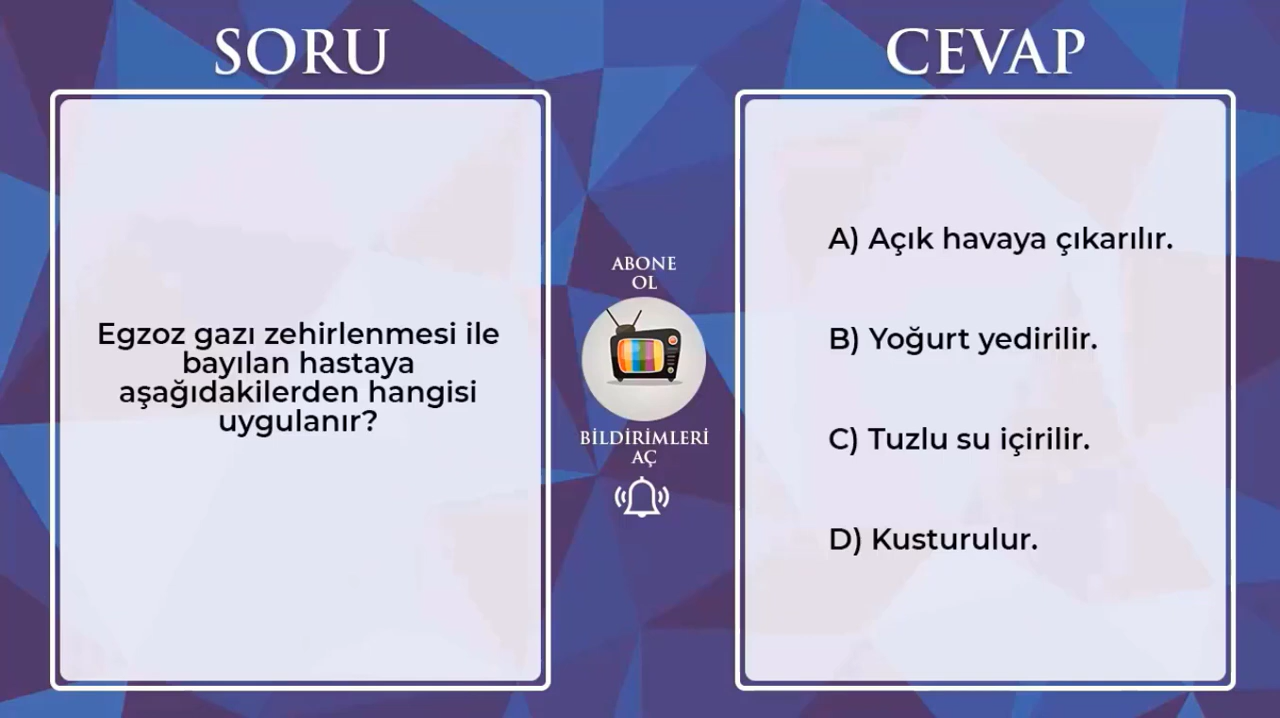 SORU
Egzoz gazı zehirlenmesi ile
bayılan hastaya
aşağıdakilerden hangisi
uygulanır?
ABONE
OL
BİLDİRİMLERİ
AÇ
CEVAP
A) Açık havaya çıkarılır.
B) Yoğurt yedirilir.
C) Tuzlu su içirilir.
D) Kusturulur.